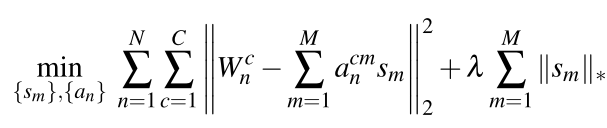 \min_{\{s_m\},\{a_n\}} \sum_{n=1}^{N} \sum_{c=1}^{C} \left\| W_n^c - \sum_{m=1}^{M} a_n^{cm} s_m \right\|_2^2 + \lambda \sum_{m=1}^{M} \|s_m\|_*